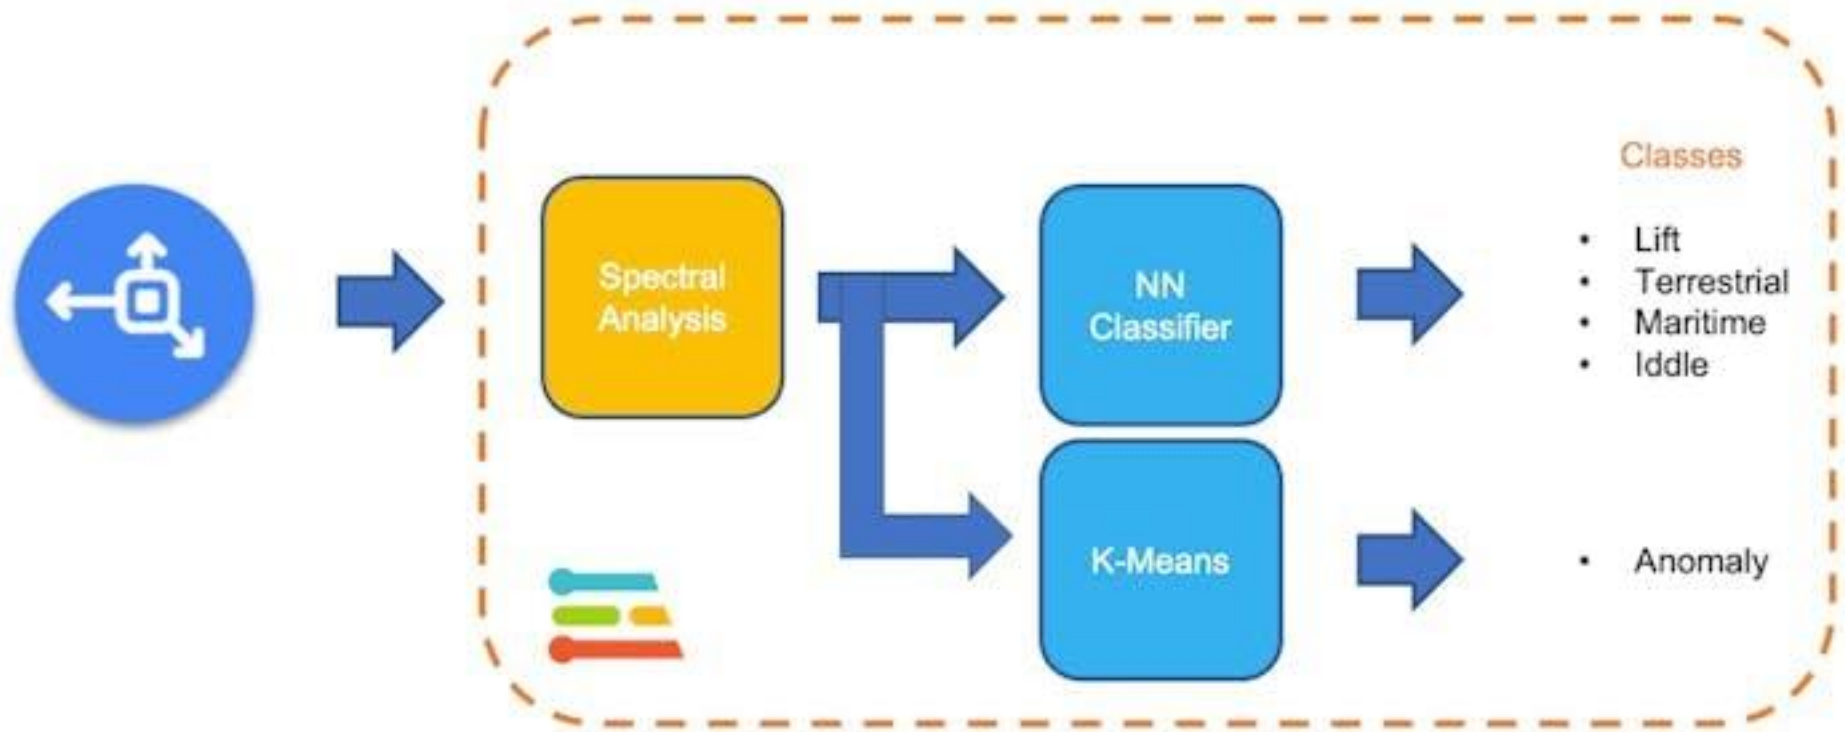 Classes
Spectral
Analysis
NN
Classifier
• Lift
• Terrestrial
• Maritime
• Iddle
K-Means
• Anomaly